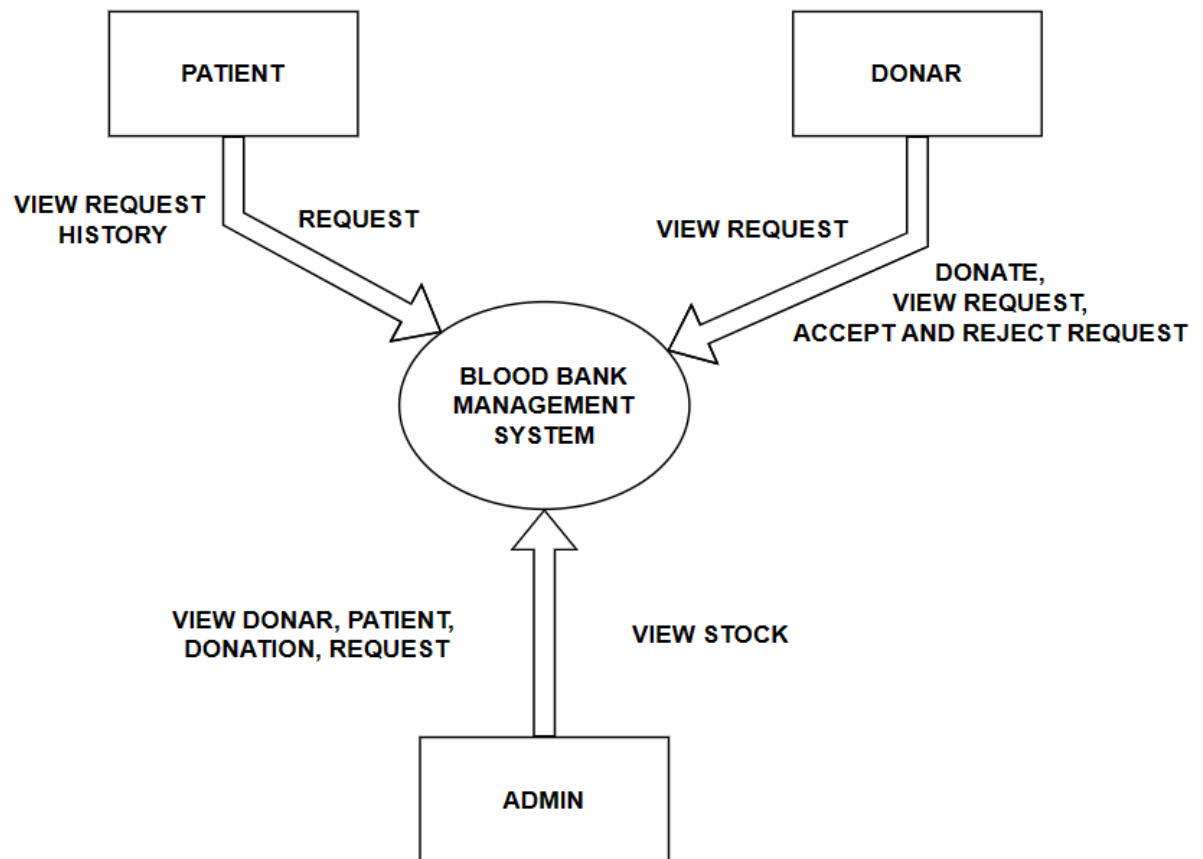 PATIENT
DONAR
VIEW REQUEST
HISTORY
REQUEST
VIEW REQUEST
DONATE,
VIEW REQUEST,
ACCEPT AND REJECT REQUEST
BLOOD BANK
MANAGEMENT
SYSTEM
VIEW DONAR, PATIENT,
DONATION, REQUEST
VIEW STOCK
ADMIN